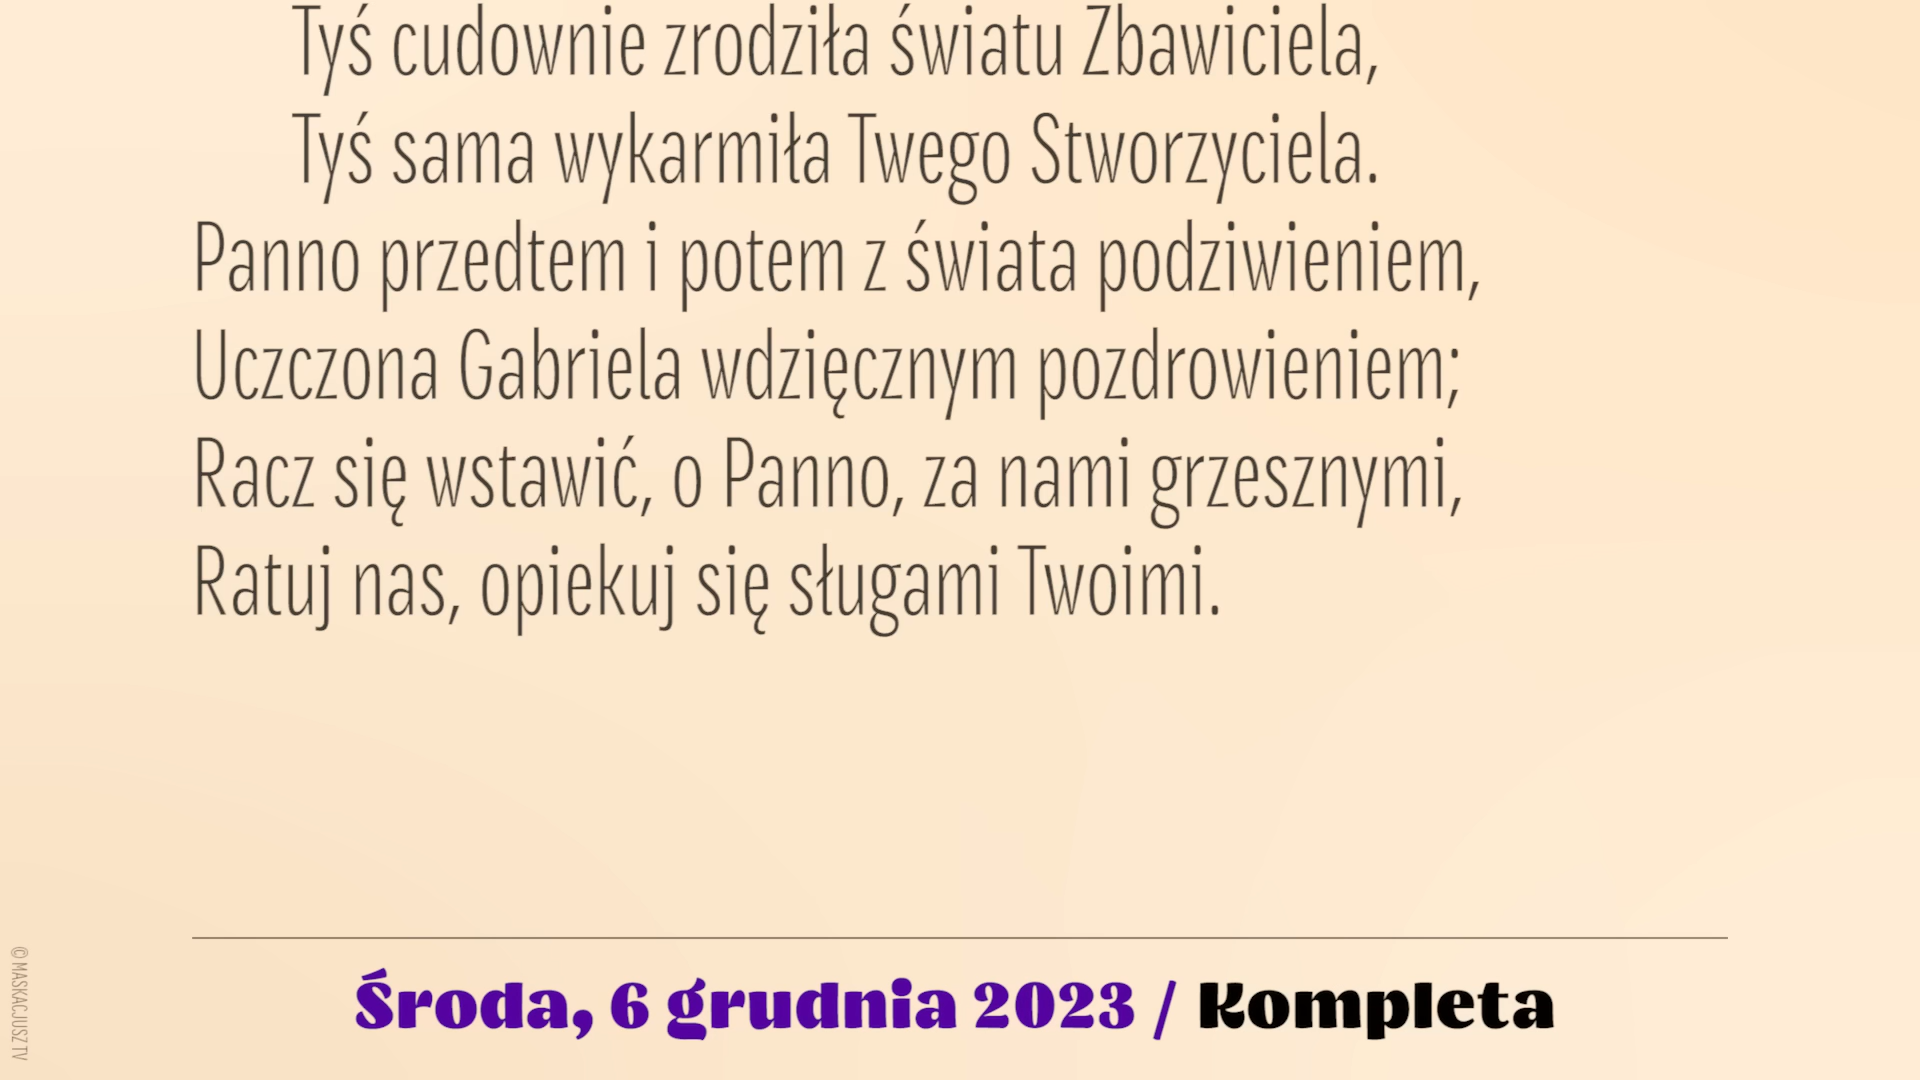 Tyś cudownie zrodziła światu Zbawiciela,
Tyś sama wykarmiła Twego Stworzyciela.
Panno przedtem i potem z świata podziwieniem,
Uczczona Gabriela wdzięcznym pozdrowieniem;
Racz się wstawić, o Panno, za nami grzesznymi,
Ratuj nas, opiekuj się sługami Twoimi.
Środa, 6 grudnia 2023 / Kompleta
© MASKACJUSZ TV